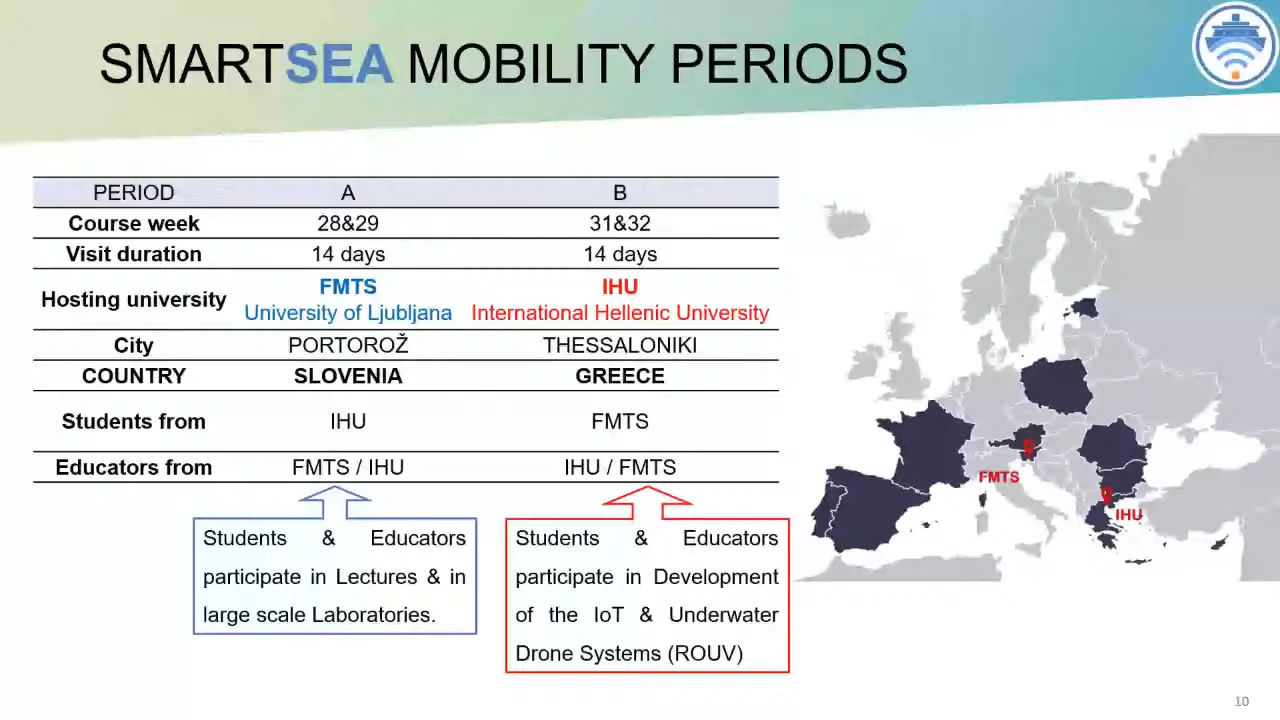 SMARTSEA MOBILITY PERIODS
PERIOD A B
Course week 28&29 31&32
Visit duration 14 days 14 days
Hosting university
FMTS IHU
University of Ljubljana International Hellenic University
City PORTOROŽ THESSALONIKI
COUNTRY SLOVENIA GREECE
Students from IHU FMTS
Educators from FMTS / IHU IHU / FMTS
Students & Educators
participate in Lectures & in
large scale Laboratories.
Students & Educators
participate in Development
of the IoT & Underwater
Drone Systems (ROUV)
FMTS
IHU
10